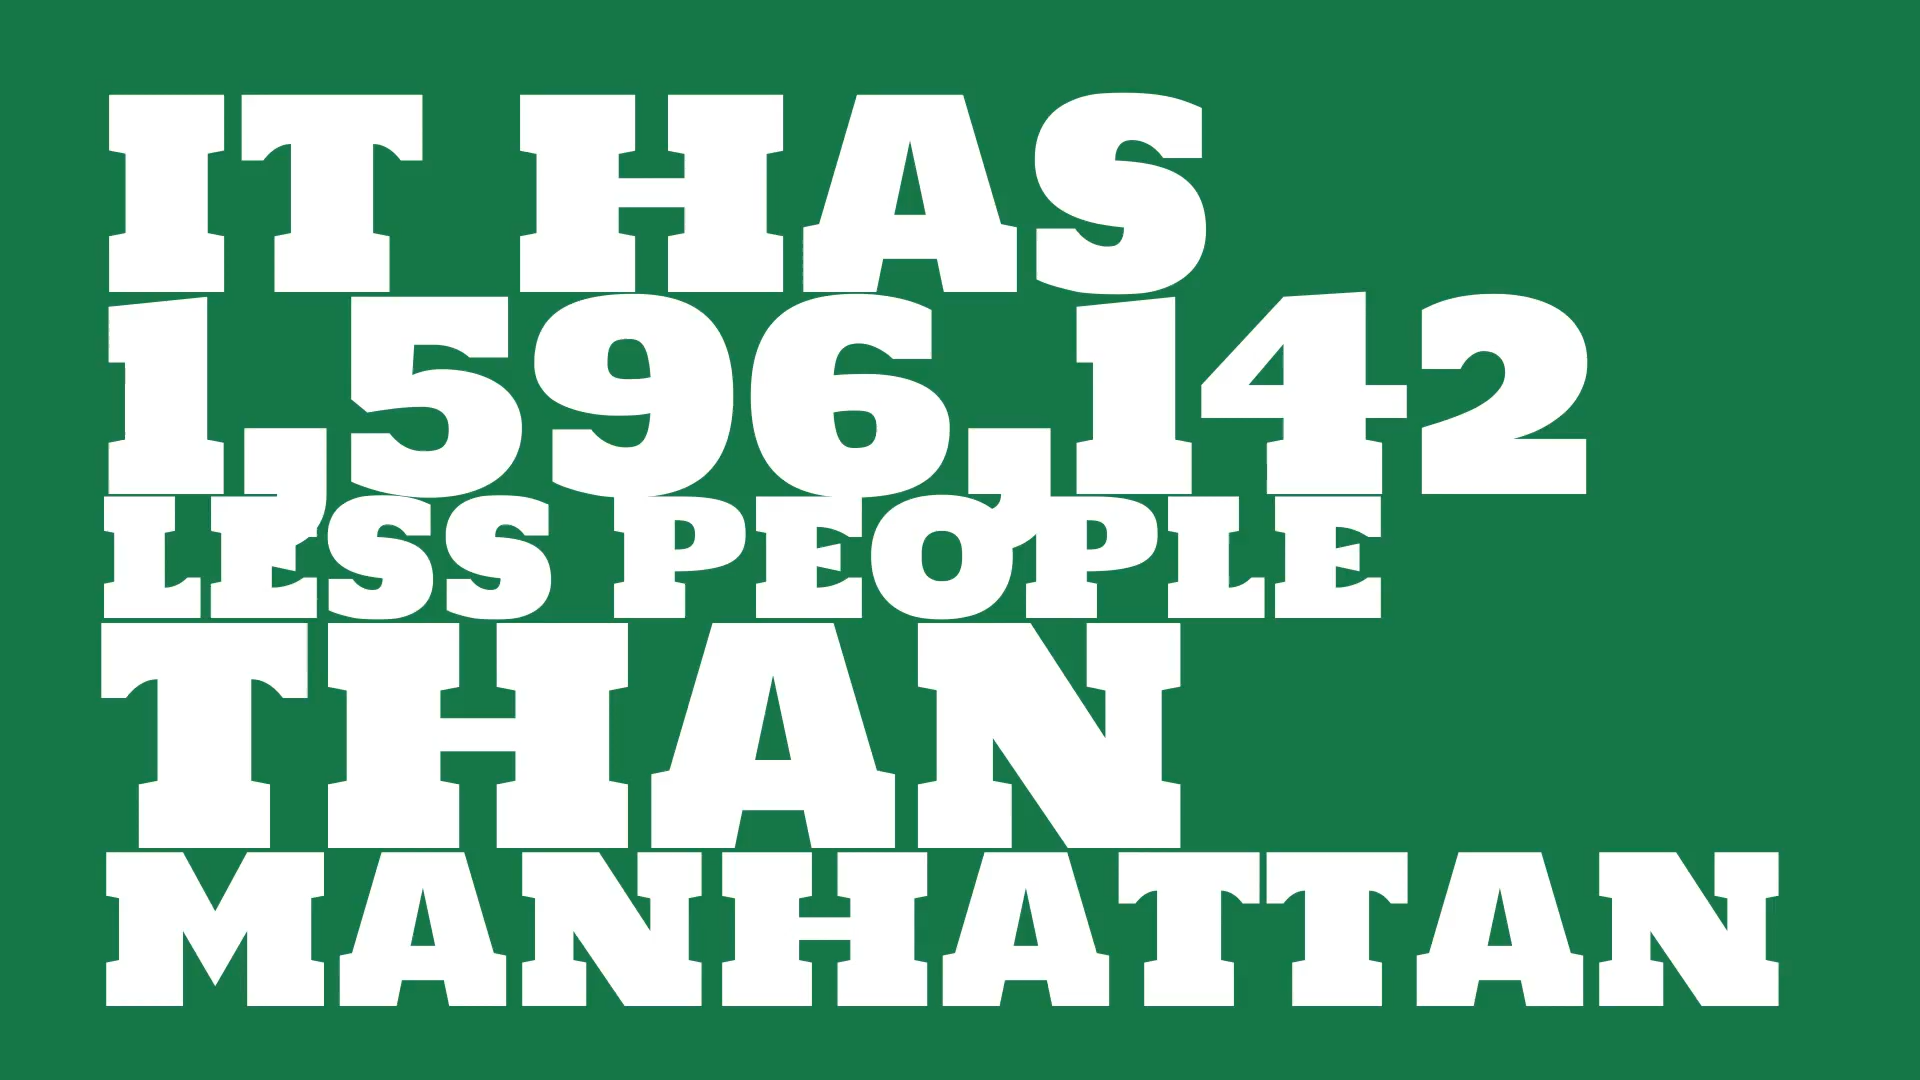 IT HAS
1,596,142
LESS PEOPLE
THAN
MANHATTAN